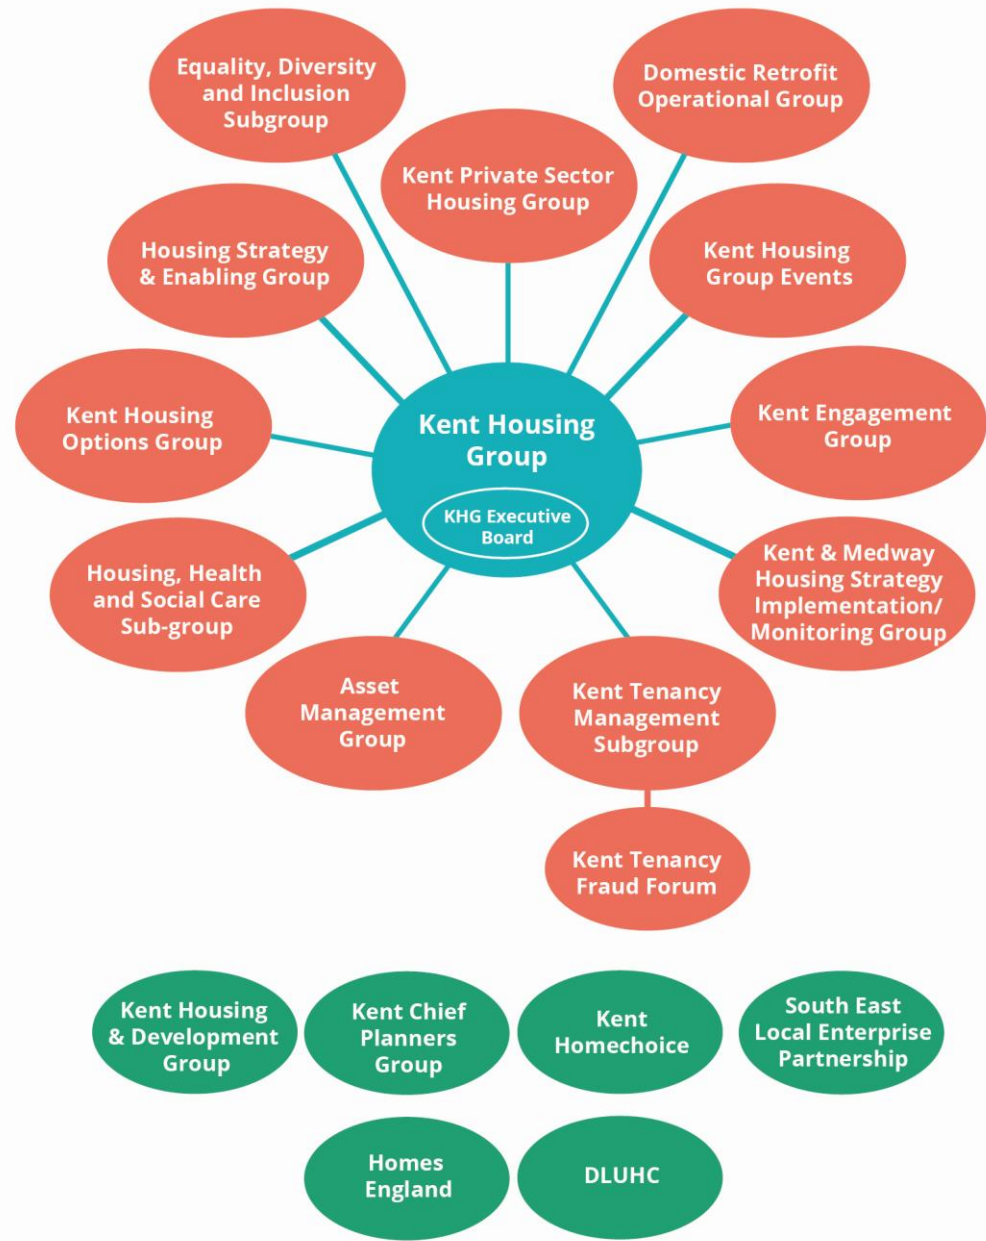 Equality, Diversity
and Inclusion
Subgroup
Domestic Retrofit
Operational Group
Kent Private Sector
Housing Group
Housing Strategy
& Enabling Group
Kent Housing
Group Events
Kent Housing
Options Group
Kent Housing
Group
KHG Executive
Board
Kent Engagement
Group
Housing, Health
and Social Care
Sub-group
Kent & Medway
Housing Strategy
Implementation/
Monitoring Group
Asset
Management
Group
Kent Tenancy
Management
Subgroup
Kent Tenancy
Fraud Forum
Kent Housing
& Development
Group
Kent Chief
Planners
Group
Kent
Homechoice
South East
Local Enterprise
Partnership
Homes
England
DLUHC